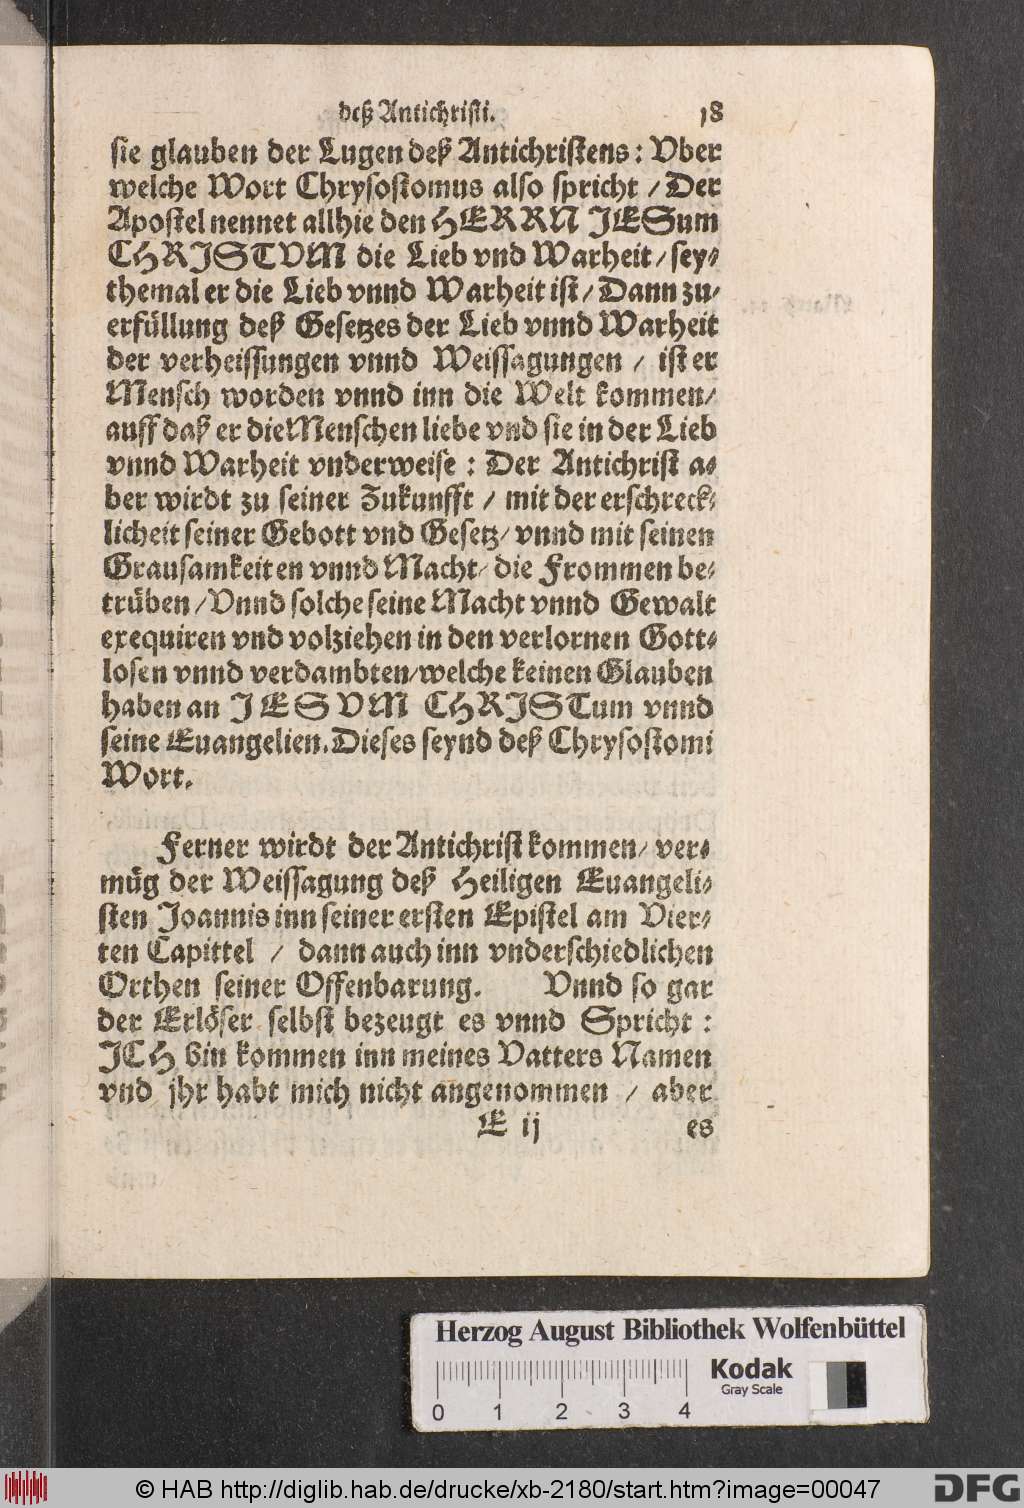 deß Antichristi. 18
sie glauben der Lugen deß Antichristens: Vber
welche Wort Chrysostomus also spricht / Der
Apostel nennet allhie den HERRN JESum
CHRISTVM die Lieb vnd Warheit / sey-
themal er die Lieb vnnd Warheit ist / Dann zu-
erfüllung deß Gesetzes der Lieb vnnd Warheit
der verheissungen vnnd Weissagungen / ist er
Mensch worden vnnd inn die Welt kommen /
auff daß er die Menschen liebe vnd sie in der Lieb
vnnd Warheit vnderweise : Der Antichrist a-
ber wirdt zu seiner Zukunfft / mit der erschreck-
licheit seiner Gebott vnd Gesetz / vnnd mit seinen
Grausamkeiten vnnd Macht / die Frommen be-
trüben / Vnnd solche seine Macht vnnd Gewalt
exequiren vnd volziehen in den verlornen Gott-
losen vnnd verdambten / welche keinen Glauben
haben an JESVM CHRISTum vnnd
seine Euangelien. Dieses seynd deß Chrysostomi
Wort.
Ferner wirdt der Antichrist kommen / ver-
müg der Weissagung deß Heiligen Euangeli-
sten Joannis inn seiner ersten Epistel am Vier-
ten Capittel / dann auch inn vnderschiedlichen
Orthen seiner Offenbarung. Vnnd so gar
der Erlöser selbst bezeugt es vnnd Spricht :
JCH bin kommen inn meines Vatters Namen
vnd jhr habt mich nicht angenommen / aber
E ij es
Herzog August Bibliothek Wolfenbüttel
Kodak
Gray Scale
0 1 2 3 4
© HAB http://diglib.hab.de/drucke/xb-2180/start.htm?image=00047
DFG